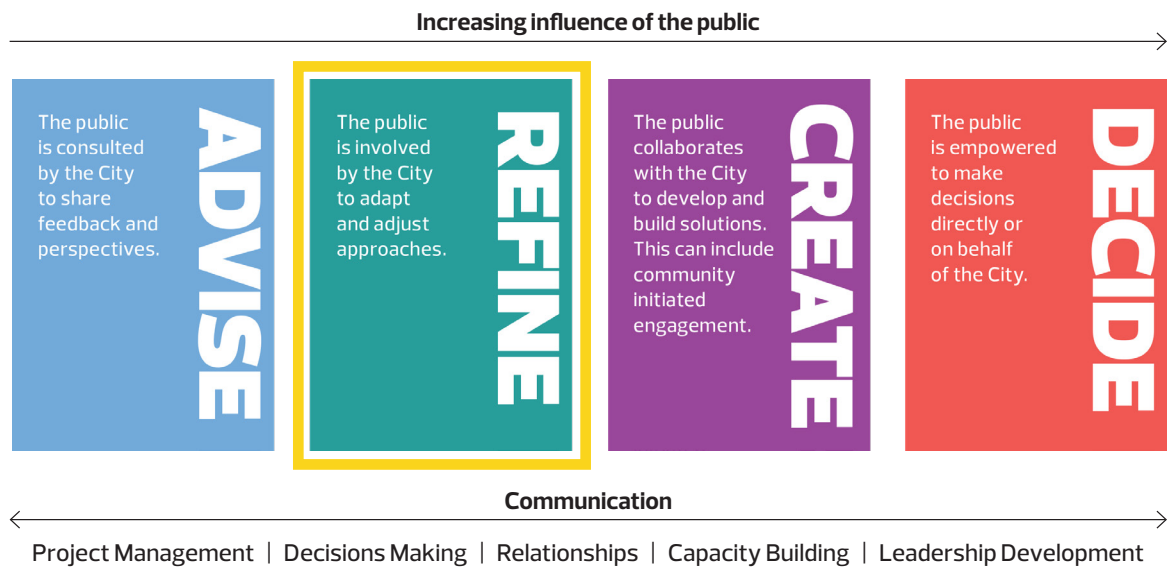 Increasing influence of the public
The public
is consulted
by the City
to share
feedback and
perspectives.
ADVISE
The public
is involved
by the City
to adapt
and adjust
approaches.
REFINE
The public
collaborates
with the City
to develop and
build solutions.
This can include
community
initiated
engagement.
CREATE
The public
is empowered
to make
decisions
directly or
on behalf
of the City.
DECIDE
Communication
Project Management | Decisions Making | Relationships | Capacity Building | Leadership Development